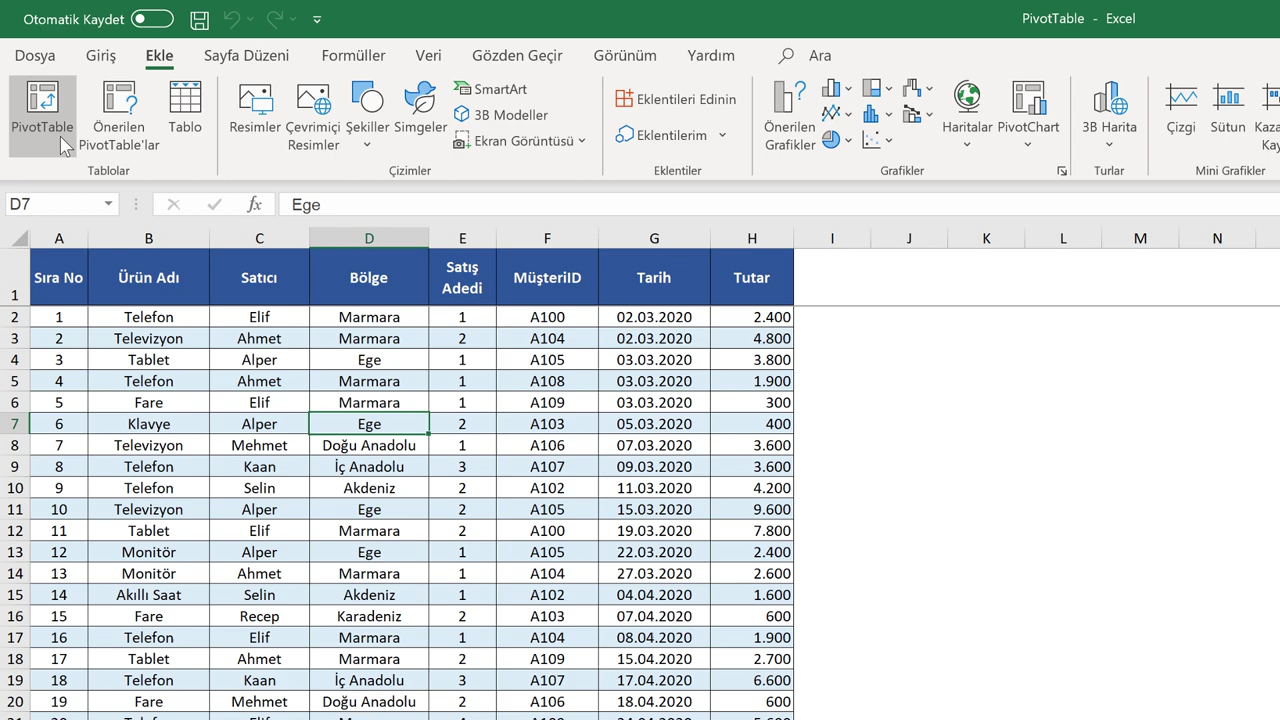 Otomatik Kaydet
PivotTable - Excel
Dosya Giriş Ekle Sayfa Düzeni Formüller Veri Gözden Geçir Görünüm Yardım Ara
PivotTable
Önerilen PivotTable'lar
Tablo
Resimler
Çevrimiçi Resimler
Şekiller
Simgeler
SmartArt
3B Modeller
Ekran Görüntüsü
Eklentileri Edinin
Eklentilerim
Önerilen Grafikler
Haritalar
PivotChart
3B Harita
Çizgi
Sütun
Tablolar Çizimler Eklentiler Grafikler Turlar Mini Grafikler
D7 fx Ege
A B C D E F G H I J K L M N
1 Sıra No Ürün Adı Satıcı Bölge Satış Adedi MüşteriID Tarih Tutar
2 1 Telefon Elif Marmara 1 A100 02.03.2020 2.400
3 2 Televizyon Ahmet Marmara 2 A104 02.03.2020 4.800
4 3 Tablet Alper Ege 1 A105 03.03.2020 3.800
5 4 Telefon Ahmet Marmara 1 A108 03.03.2020 1.900
6 5 Fare Elif Marmara 1 A109 03.03.2020 300
7 6 Klavye Alper Ege 2 A103 05.03.2020 400
8 7 Televizyon Mehmet Doğu Anadolu 1 A106 07.03.2020 3.600
9 8 Telefon Kaan İç Anadolu 3 A107 09.03.2020 3.600
10 9 Telefon Selin Akdeniz 2 A102 11.03.2020 4.200
11 10 Televizyon Alper Ege 2 A105 15.03.2020 9.600
12 11 Tablet Elif Marmara 2 A100 19.03.2020 7.800
13 12 Monitör Alper Ege 1 A105 22.03.2020 2.400
14 13 Monitör Ahmet Marmara 1 A104 27.03.2020 2.600
15 14 Akıllı Saat Selin Akdeniz 1 A102 04.04.2020 1.600
16 15 Fare Recep Karadeniz 2 A103 07.04.2020 600
17 16 Telefon Elif Marmara 1 A104 08.04.2020 1.900
18 17 Tablet Ahmet Marmara 2 A109 15.04.2020 2.700
19 18 Telefon Kaan İç Anadolu 3 A107 17.04.2020 6.600
20 19 Fare Mehmet Doğu Anadolu 2 A106 18.04.2020 600